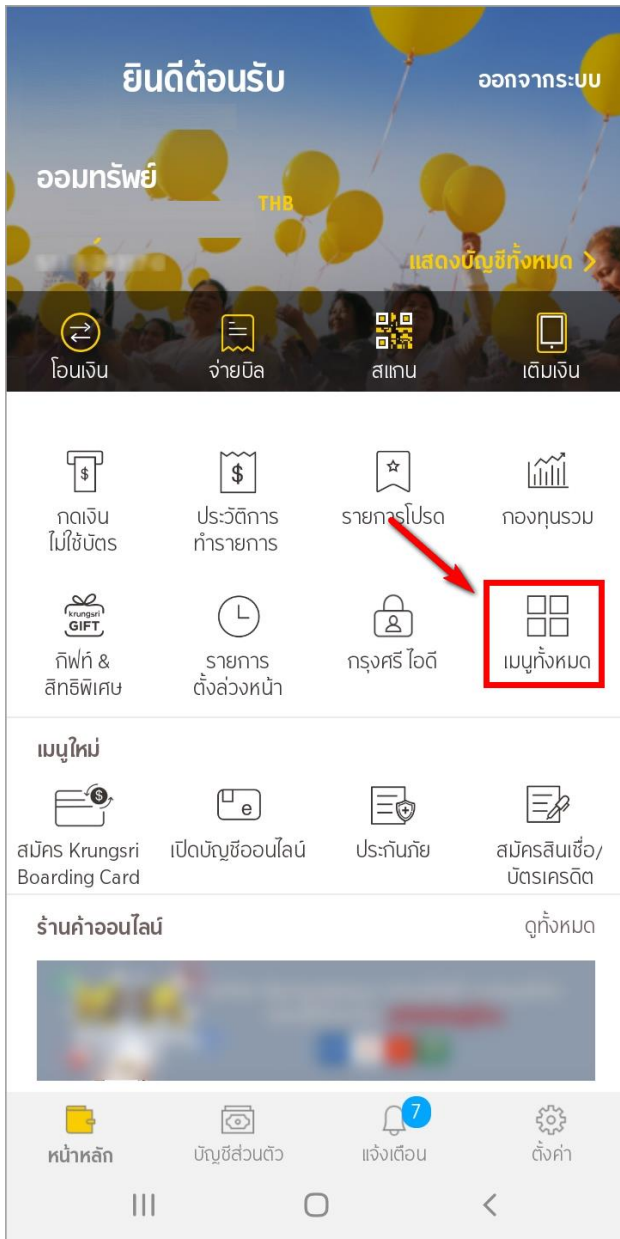 ยินดีต้อนรับ
ออกจากระบบ
ออมทรัพย์
THB
แสดงบัญชีทั้งหมด >
โอนเงิน
จ่ายบิล
สแกน
เติมเงิน
กดเงิน
ไม่ใช้บัตร
ประวัติการ
ทำรายการ
รายการโปรด
กองทุนรวม
krungsri
GIFT
กิฟท์ &
สิทธิพิเศษ
รายการ
ตั้งล่วงหน้า
กรุงศรี ไอดี
เมนูทั้งหมด
เมนูใหม่
สมัคร Krungsri
Boarding Card
เปิดบัญชีออนไลน์
ประกันภัย
สมัครสินเชื่อ/
บัตรเครดิต
ร้านค้าออนไลน์
ดูทั้งหมด
หน้าหลัก
บัญชีส่วนตัว
7
แจ้งเตือน
ตั้งค่า